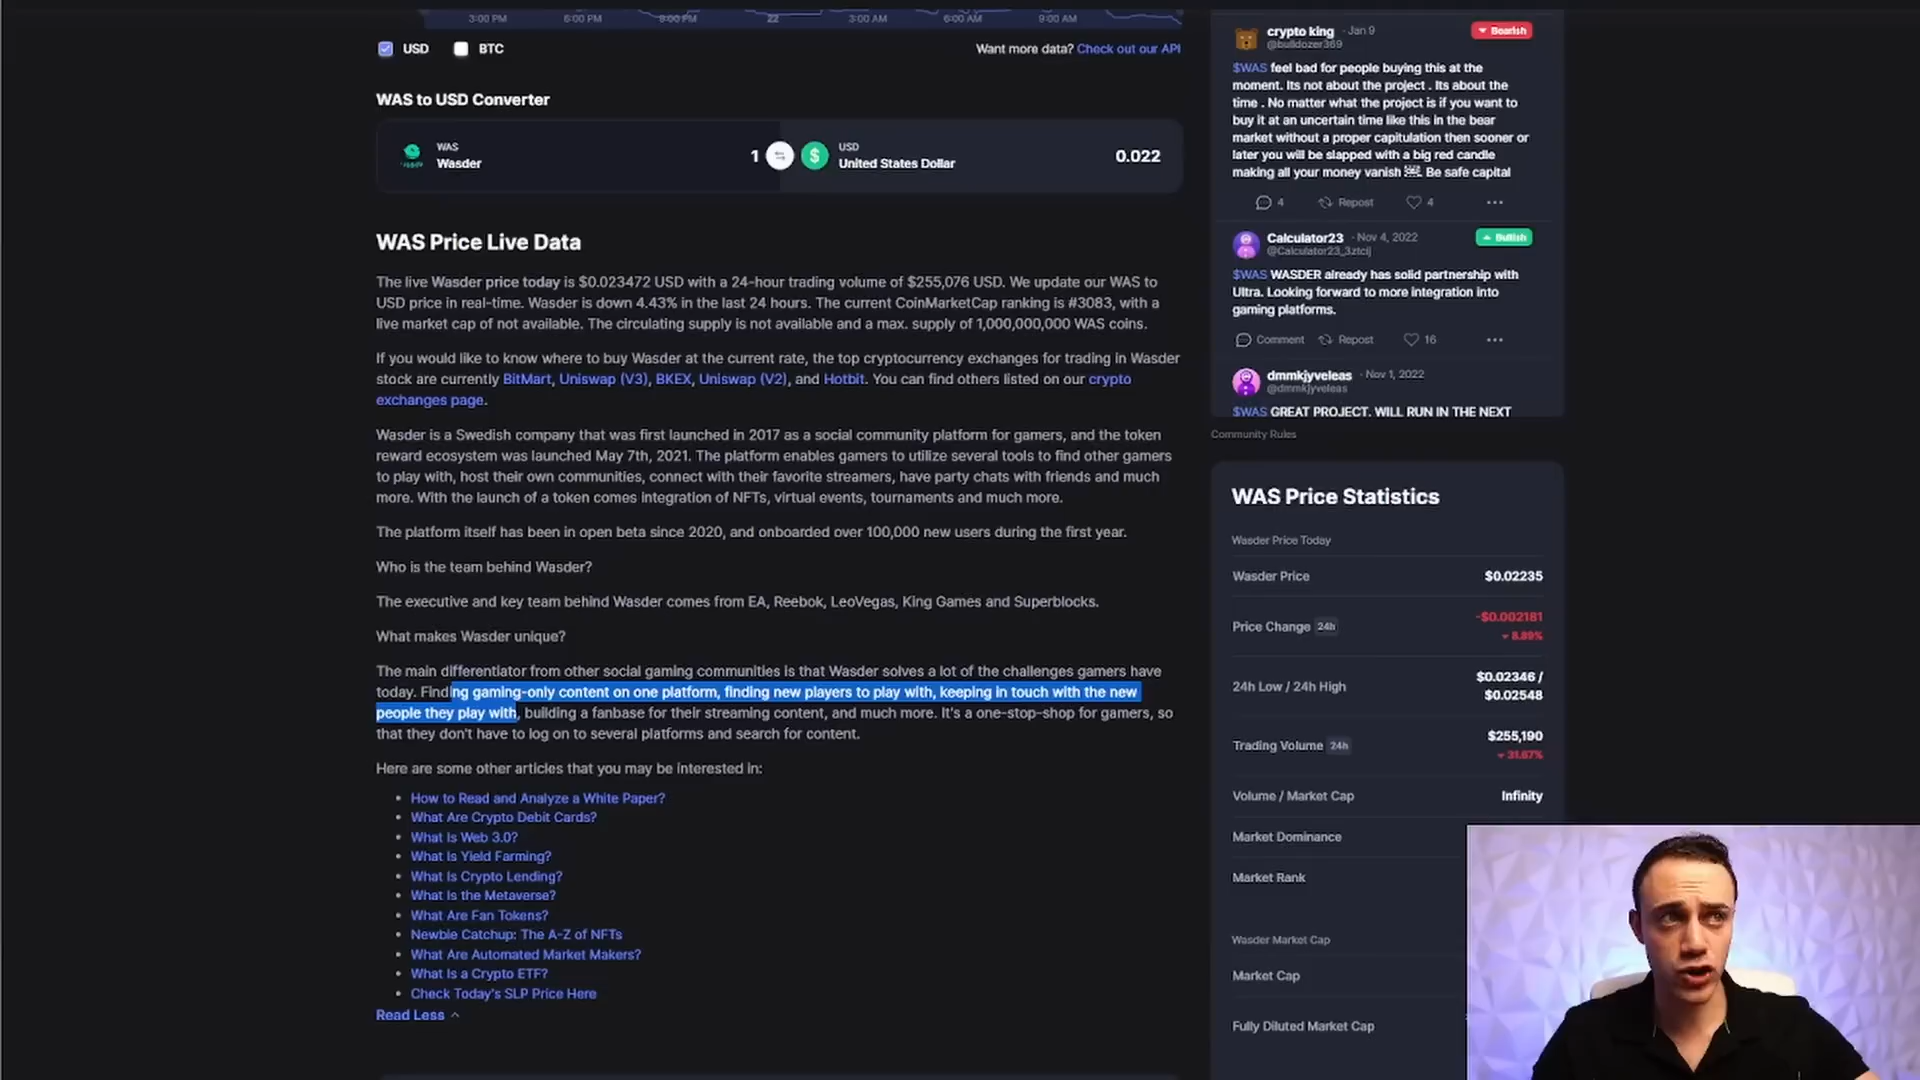 3:00 PM 6:00 PM 9:00 PM 22 3:00 AM 6:00 AM 9:00 AM
USD BTC Want more data? Check out our API
WAS to USD Converter
WAS
Wasder
1
USD
United States Dollar
0.022
WAS Price Live Data
The live Wasder price today is $0.023472 USD with a 24-hour trading volume of $255,076 USD. We update our WAS to
USD price in real-time. Wasder is down 4.43% in the last 24 hours. The current CoinMarketCap ranking is #3083, with a
live market cap of not available. The circulating supply is not available and a max. supply of 1,000,000,000 WAS coins.
If you would like to know where to buy Wasder at the current rate, the top cryptocurrency exchanges for trading in Wasder
stock are currently BitMart, Uniswap (V3), BKEX, Uniswap (V2), and Hotbit. You can find others listed on our crypto
exchanges page.
Wasder is a Swedish company that was first launched in 2017 as a social community platform for gamers, and the token
reward ecosystem was launched May 7th, 2021. The platform enables gamers to utilize several tools to find other gamers
to play with, host their own communities, connect with their favorite streamers, have party chats with friends and much
more. With the launch of a token comes integration of NFTs, virtual events, tournaments and much more.
The platform itself has been in open beta since 2020, and onboarded over 100,000 new users during the first year.
Who is the team behind Wasder?
The executive and key team behind Wasder comes from EA, Reebok, LeoVegas, King Games and Superblocks.
What makes Wasder unique?
The main differentiator from other social gaming communities is that Wasder solves a lot of the challenges gamers have
today. Finding gaming-only content on one platform, finding new players to play with, keeping in touch with the new
people they play with, building a fanbase for their streaming content, and much more. It's a one-stop-shop for gamers, so
that they don't have to log on to several platforms and search for content.
Here are some other articles that you may be interested in:
• How to Read and Analyze a White Paper?
• What Are Crypto Debit Cards?
• What Is Web 3.0?
• What Is Yield Farming?
• What Is Crypto Lending?
• What Is the Metaverse?
• What Are Fan Tokens?
• Newbie Catchup: The A-Z of NFTs
• What Are Automated Market Makers?
• What Is a Crypto ETF?
• Check Today's SLP Price Here
Read Less
crypto king · Jan 9 Bearish
@bulldozer369
$WAS feel bad for people buying this at the
moment. Its not about the project . Its about the
time . No matter what the project is if you want to
buy it at an uncertain time like this in the bear
market without a proper capitulation then sooner or
later you will be slapped with a big red candle
making all your money vanish . Be safe capital
4 Repost 4 ...
Calculator23 · Nov 4, 2022 Bullish
@Calculator23_3ztcij
$WAS WASDER already has solid partnership with
Ultra. Looking forward to more integration into
gaming platforms.
Comment Repost 16 ...
dmmkjyveleas · Nov 1, 2022
@dmmkjyveleas
$WAS GREAT PROJECT. WILL RUN IN THE NEXT
Community Rules
WAS Price Statistics
Wasder Price Today
Wasder Price $0.02235
Price Change 24h -$0.002181
8.89%
24h Low / 24h High $0.02346 /
$0.02548
Trading Volume 24h $255,190
31.67%
Volume / Market Cap Infinity
Market Dominance
Market Rank
Wasder Market Cap
Market Cap
Fully Diluted Market Cap